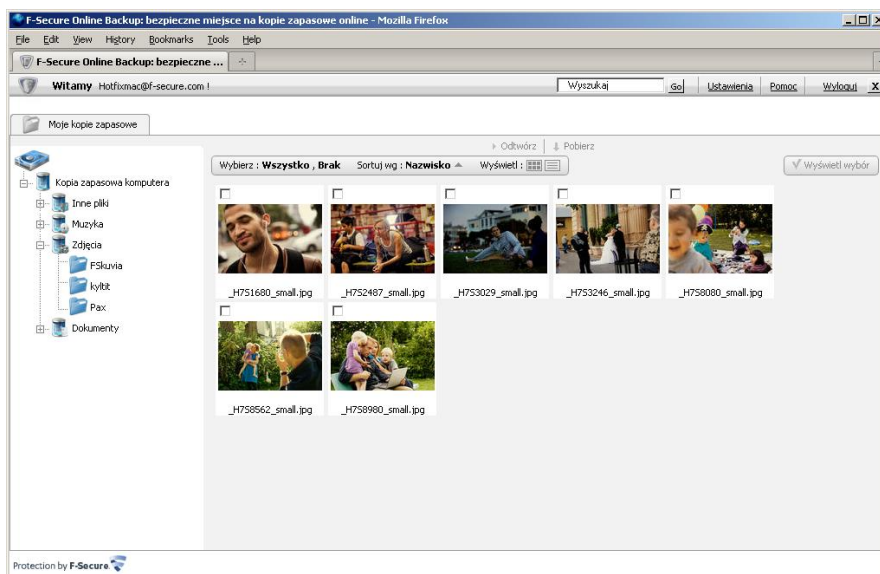 F-Secure Online Backup: bezpieczne miejsce na kopie zapasowe online - Mozilla Firefox
File Edit View History Bookmarks Tools Help
F-Secure Online Backup: bezpieczne ...
Witamy Hotfixmac@f-secure.com ! Wyszukaj Go Ustawienia Pomoc Wyloguj X
Moje kopie zapasowe
Odtwórz Pobierz
Wybierz : Wszystko , Brak Sortuj wg : Nazwisko Wyświetl : Wyświetl wybór
Kopia zapasowa komputera
Inne pliki
Muzyka
Zdjęcia
FSkuvia
kyltit
Pax
Dokumenty
_H7S1680_small.jpg _H7S2487_small.jpg _H7S3029_small.jpg _H7S3246_small.jpg _H7S8080_small.jpg
_H7S8562_small.jpg _H7S8980_small.jpg
Protection by F-Secure.